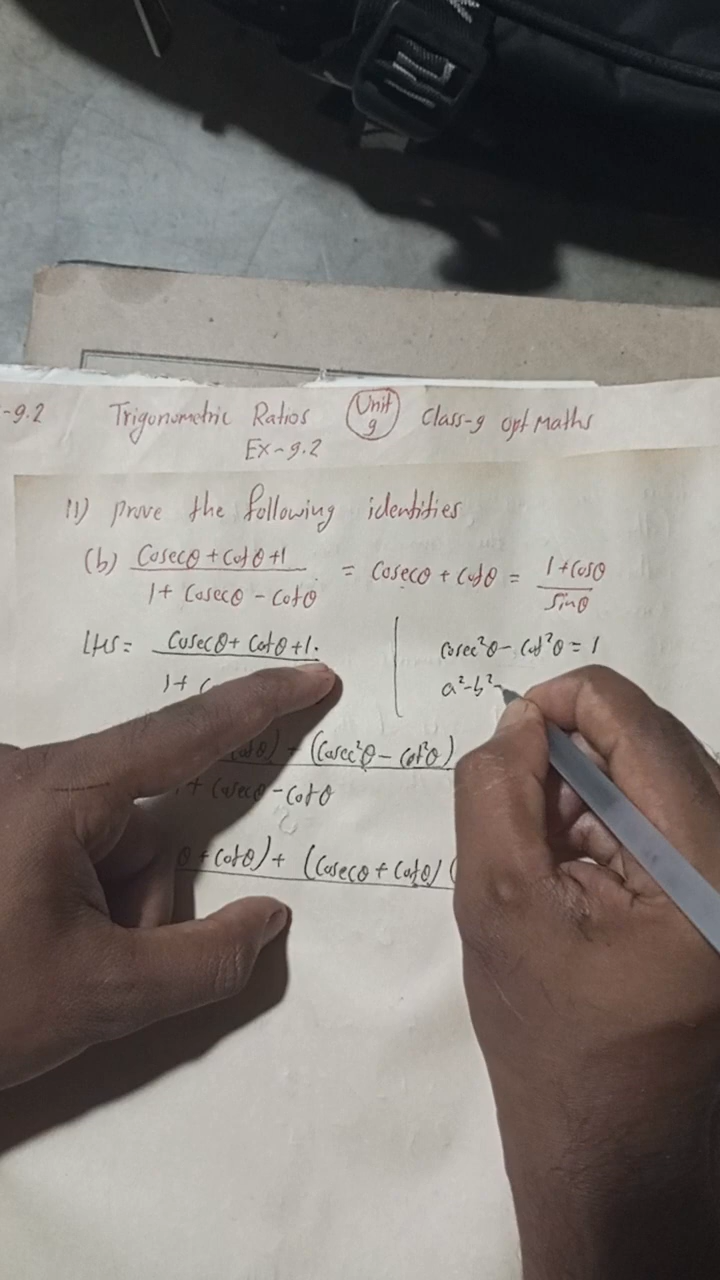 -9.2 Trigonometric Ratios Unit 9 Class-9 opt Maths
Ex-9.2
11) prove the following identities
(b) Cosecθ + Cotθ + 1 / 1 + Cosecθ - Cotθ = Cosecθ + Cotθ = 1 + Cosθ / Sinθ
LHS = Cosecθ + Cotθ + 1. / 1 + C
Cosec²θ - Cot²θ = 1
a² - b² -
Cotθ) - (Cosec²θ - Cot²θ) / + Cosecθ - Cotθ
θ + Cotθ) + (Cosecθ + Cotθ) (